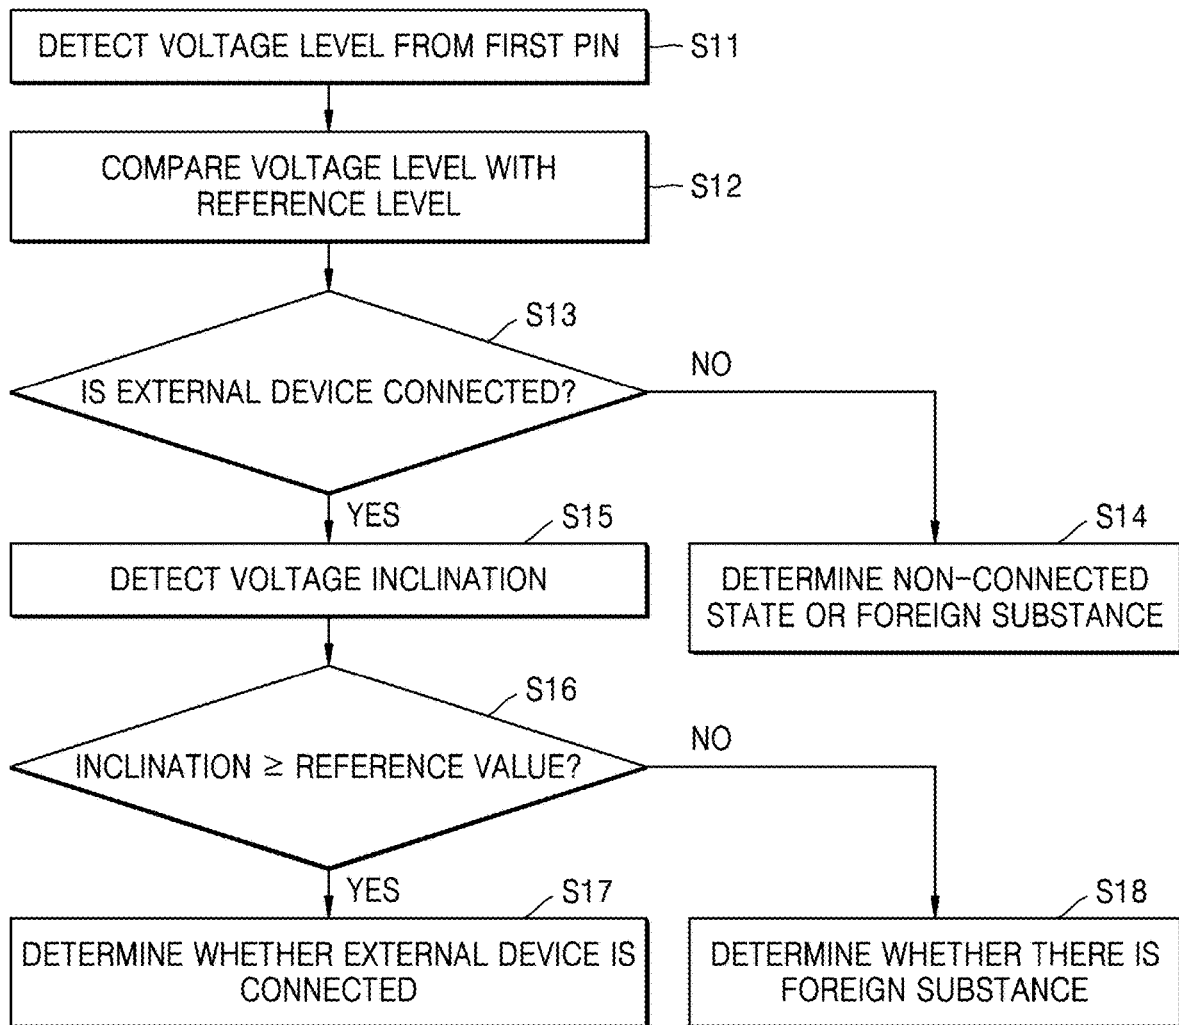 DETECT VOLTAGE LEVEL FROM FIRST PIN
S11
COMPARE VOLTAGE LEVEL WITH
REFERENCE LEVEL
S12
S13
IS EXTERNAL DEVICE CONNECTED?
NO
YES
S15
DETECT VOLTAGE INCLINATION
S14
DETERMINE NON-CONNECTED
STATE OR FOREIGN SUBSTANCE
S16
INCLINATION ≥ REFERENCE VALUE?
NO
YES
S17
DETERMINE WHETHER EXTERNAL DEVICE IS
CONNECTED
S18
DETERMINE WHETHER THERE IS
FOREIGN SUBSTANCE